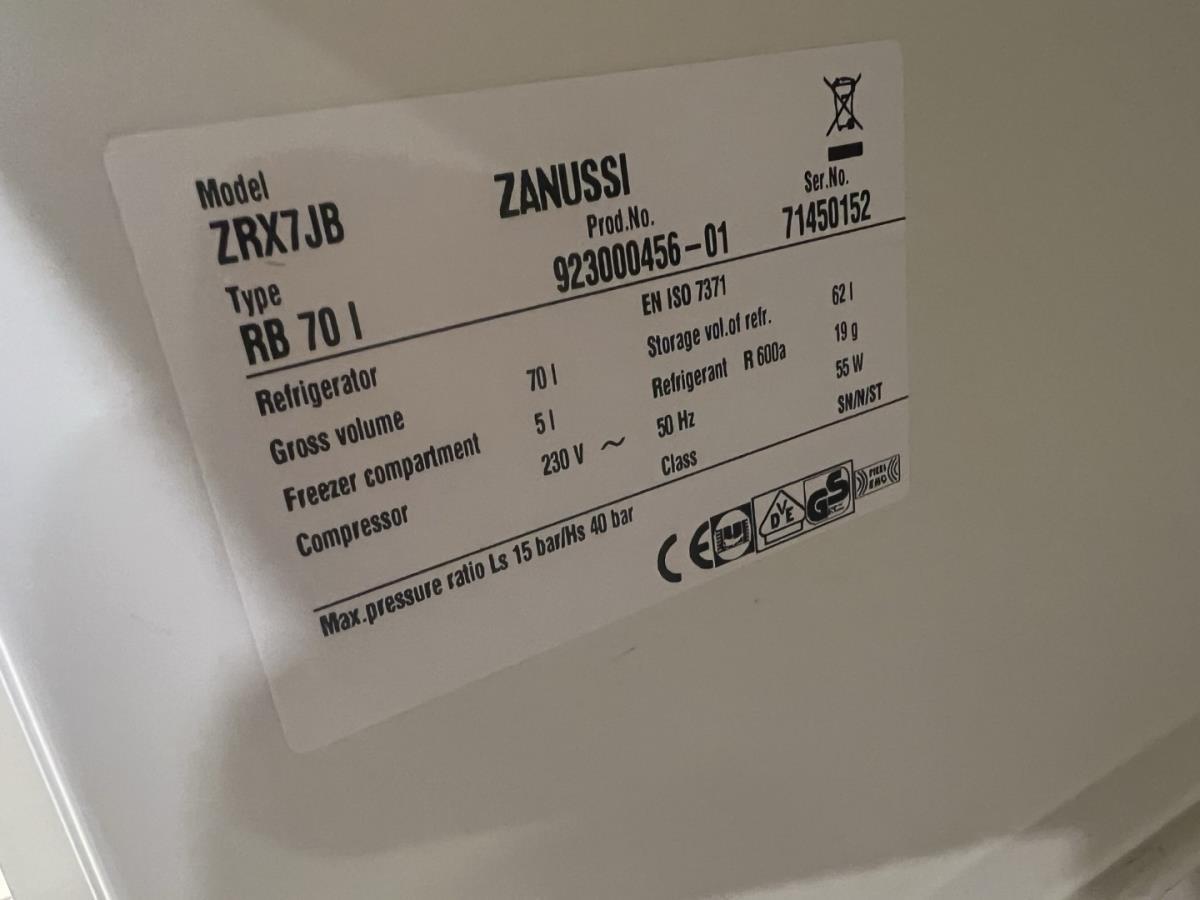 Model
ZRX7JB
ZANUSSI
Prod.No.
923000456-01
Ser.No.
71450152
Type
RB 70 l
EN ISO 7371
Refrigerator
Storage vol.of refr. 62 l
Gross volume 70 l
Refrigerant R 600a 19 g
Freezer compartment 5 l
50 Hz 55 W
Compressor 230 V ~
Class SN/N/ST
Max.pressure ratio Ls 15 bar/Hs 40 bar
CE
DVE
GS